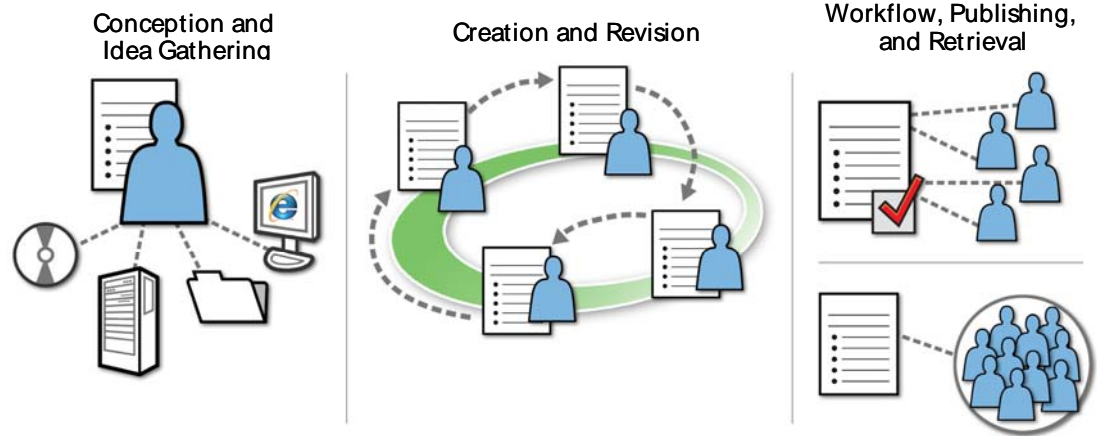 Conception and
Idea Gathering
Creation and Revision
Workflow, Publishing,
and Retrieval